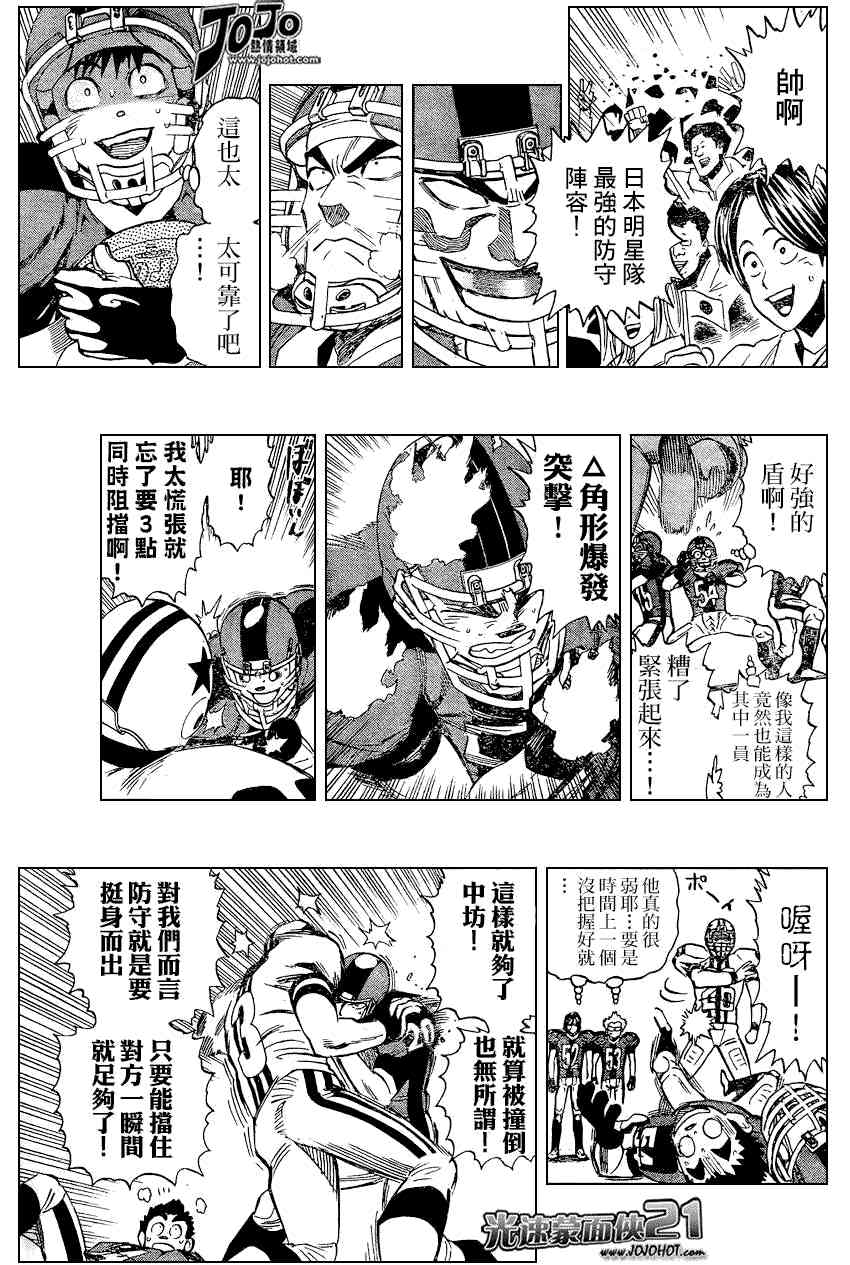 JOJO
熱情領域
www.jojohot.com
帥啊
日本明星隊
最強的防守
陣容！
這也太
太可靠了吧
…！
好強的
盾啊！
54
像我這樣的人
竟然也能成為
其中一員
糟了
緊張起來…！
△角形爆發
突擊！
耶！
我太慌張就
忘了要3點
同時阻擋啊！
喔呀ー！
ポーイ
他真的很
弱耶…要是
時間上一個
沒把握好就
…
52
53
這樣就夠了
中坊！
就算被撞倒
也無所謂！
對我們而言
防守就是要
挺身而出
只要能擋住
對方一瞬間
就足夠了！
光速蒙面俠21
www.JOJOHOT.com